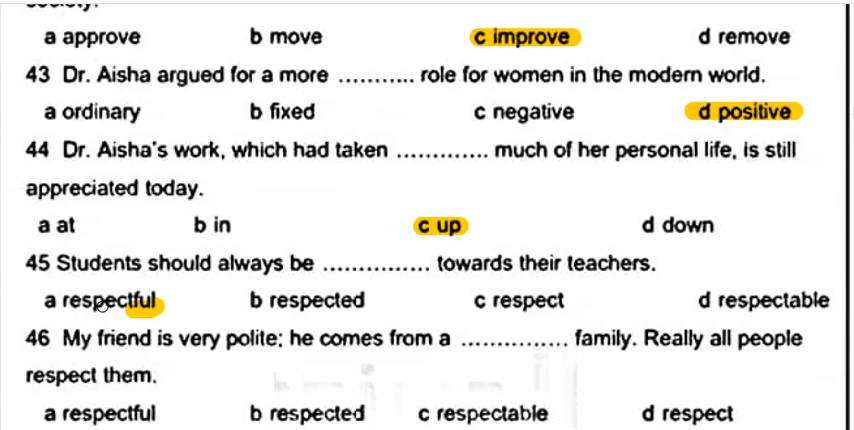 a approve b move c improve d remove
43 Dr. Aisha argued for a more ........... role for women in the modern world.
a ordinary b fixed c negative d positive
44 Dr. Aisha's work, which had taken ............. much of her personal life, is still
appreciated today.
a at b in c up d down
45 Students should always be ............... towards their teachers.
a respectful b respected c respect d respectable
46 My friend is very polite; he comes from a ............... family. Really all people
respect them.
a respectful b respected c respectable d respect